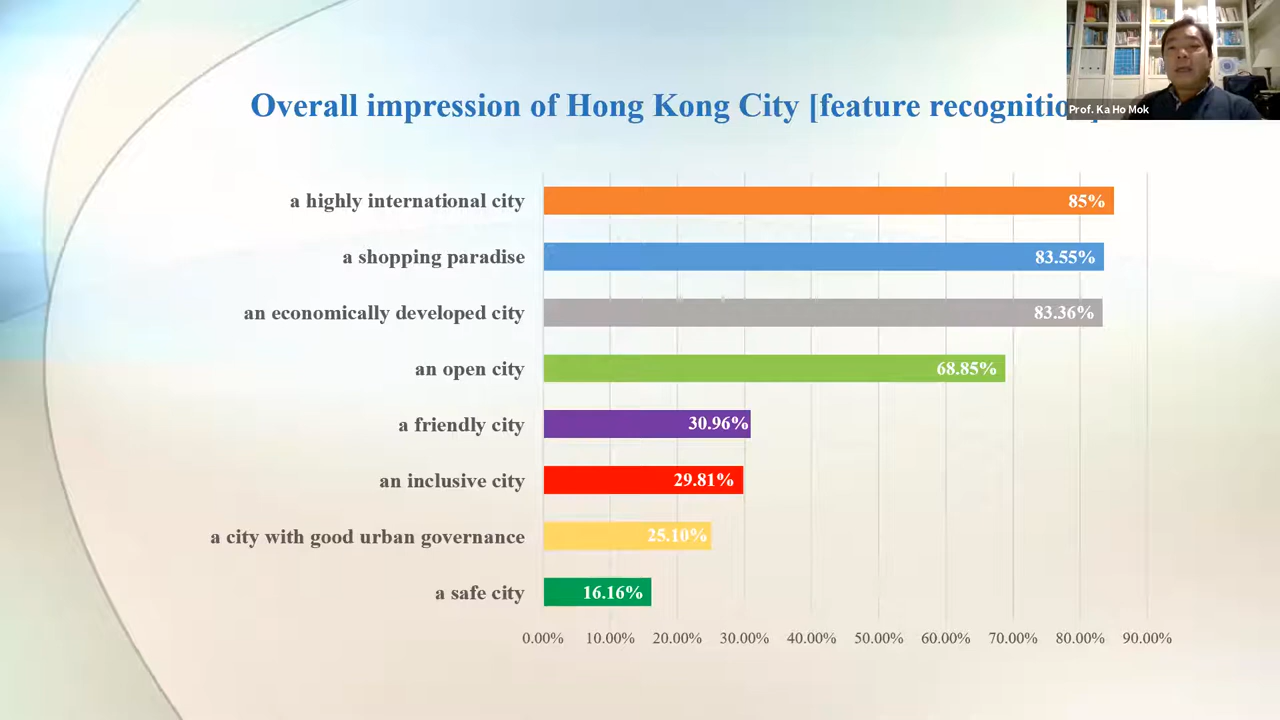 Overall impression of Hong Kong City [feature recognition]
Prof. Ka Ho Mok
a highly international city 85%
a shopping paradise 83.55%
an economically developed city 83.36%
an open city 68.85%
a friendly city 30.96%
an inclusive city 29.81%
a city with good urban governance 25.10%
a safe city 16.16%
0.00% 10.00% 20.00% 30.00% 40.00% 50.00% 60.00% 70.00% 80.00% 90.00%